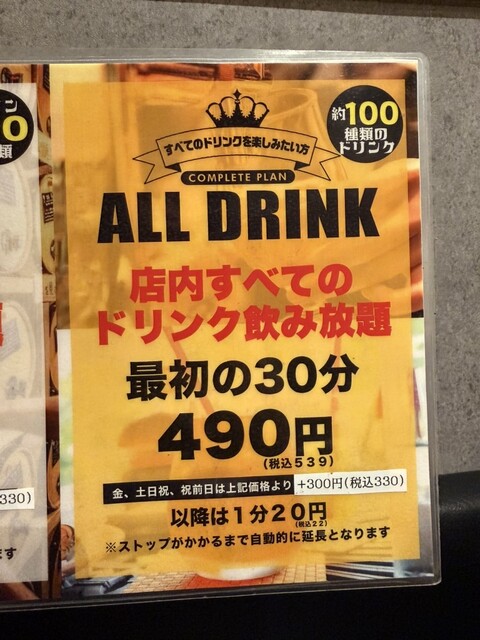 すべてのドリンクを楽しみたい方
約100
種類の
ドリンク
COMPLETE PLAN
ALL DRINK
店内すべての
ドリンク飲み放題
最初の30分
490円
(税込539)
金、土日祝、祝前日は上記価格より +300円(税込330)
以降は1分20円
(税込22)
※ストップがかかるまで自動的に延長となります
330)
ます